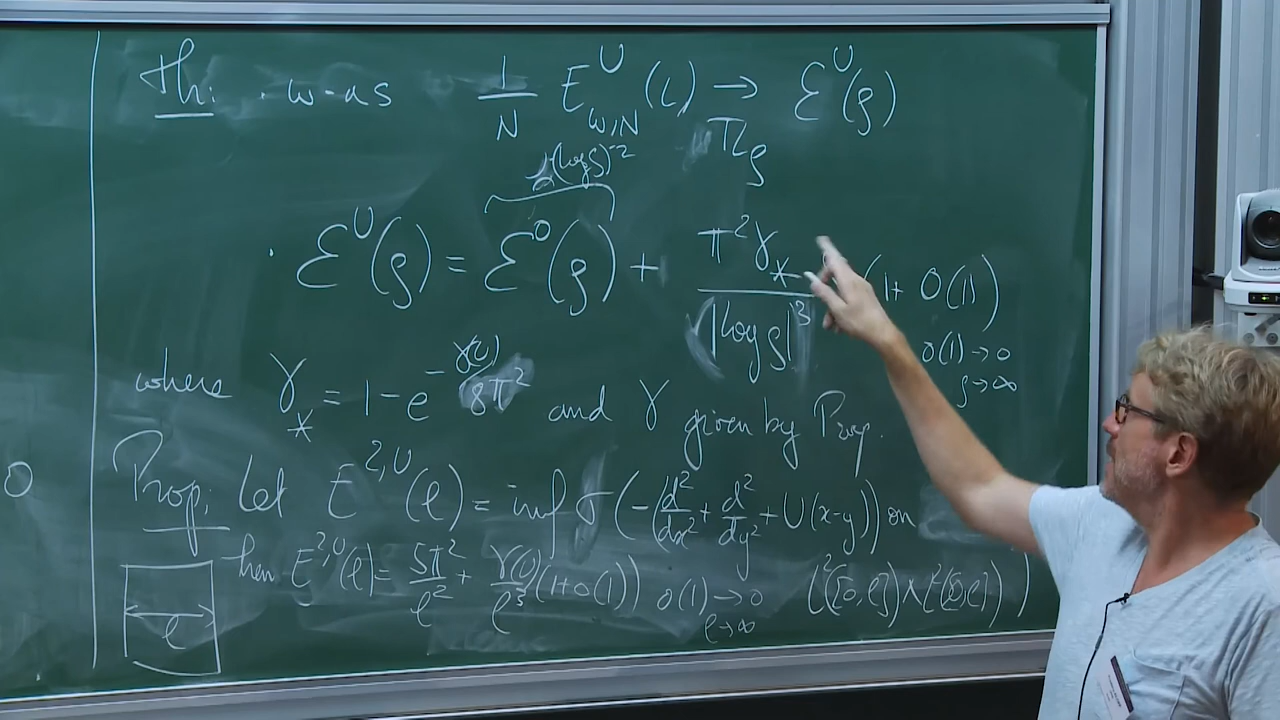 Th: · w-as 1/N E^U_{ω,N}(L) → ℰ^U(ρ)
TLρ
(log ρ)^{-2}
· ℰ^U(ρ) = ℰ^0(ρ) + π²γ_* / |log ρ|³ (1+ o(1))
o(1) → 0
ρ→∞
where γ_* = 1 - e^{-γ(U)/8π²} and γ given by Prop.
Prop: Let E^{2,U}(ℓ) = inf σ(-(d²/dx² + d²/dy² + U(x-y)) on
then E^{2,U}(ℓ) = 5π²/ℓ² + γ(U)/ℓ³ (1+o(1)) o(1) → 0 (L²([0,ℓ]) ∧ L²([0,ℓ]))
ℓ→∞
ℓ
0